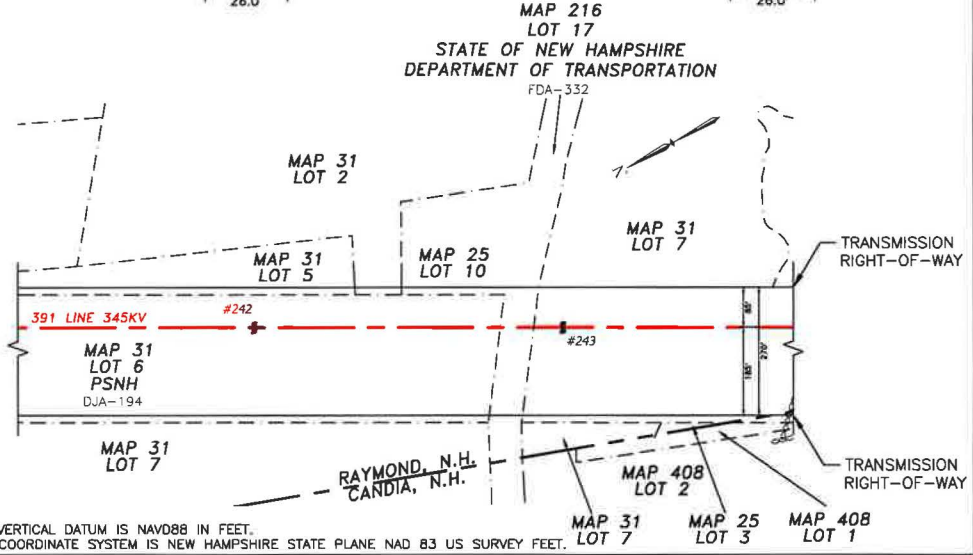 26.0
26.0
MAP 216
LOT 17
STATE OF NEW HAMPSHIRE
DEPARTMENT OF TRANSPORTATION
FDA-332
MAP 31
LOT 2
MAP 31
LOT 7
TRANSMISSION
RIGHT-OF-WAY
MAP 31
LOT 5
MAP 25
LOT 10
391 LINE 345KV
#242
#243
85'
185'
270'
MAP 31
LOT 6
PSNH
DJA-194
MAP 31
LOT 7
RAYMOND, N.H.
CANDIA, N.H.
MAP 408
LOT 2
TRANSMISSION
RIGHT-OF-WAY
MAP 31
LOT 7
MAP 25
LOT 3
MAP 408
LOT 1
VERTICAL DATUM IS NAVD88 IN FEET.
COORDINATE SYSTEM IS NEW HAMPSHIRE STATE PLANE NAD 83 US SURVEY FEET.